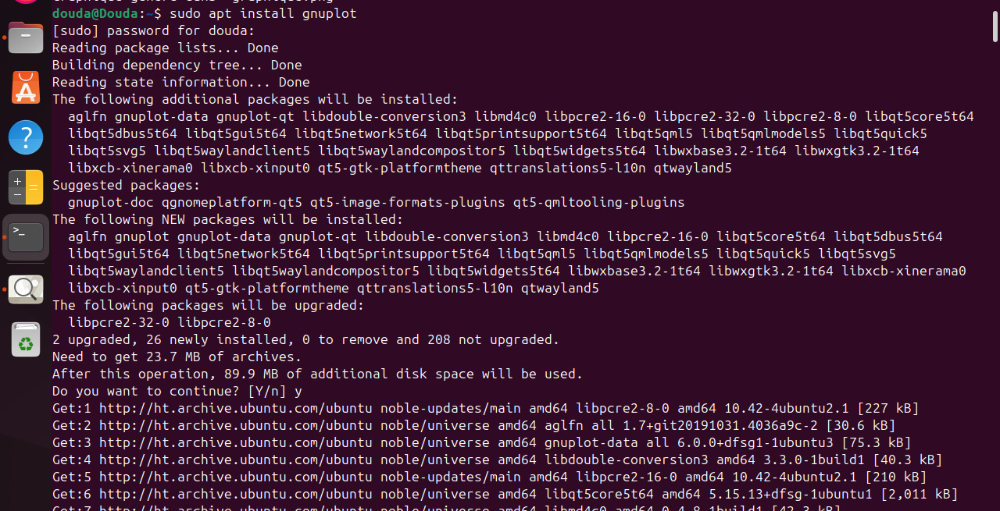 douda@Douda:~$ sudo apt install gnuplot
[sudo] password for douda:
Reading package lists... Done
Building dependency tree... Done
Reading state information... Done
The following additional packages will be installed:
  aglfn gnuplot-data gnuplot-qt libdouble-conversion3 libmd4c0 libpcre2-16-0 libpcre2-32-0 libpcre2-8-0 libqt5core5t64
  libqt5dbus5t64 libqt5gui5t64 libqt5network5t64 libqt5printsupport5t64 libqt5qml5 libqt5qmlmodels5 libqt5quick5
  libqt5svg5 libqt5waylandclient5 libqt5waylandcompositor5 libqt5widgets5t64 libwxbase3.2-1t64 libwxgtk3.2-1t64
  libxcb-xinerama0 libxcb-xinput0 qt5-gtk-platformtheme qttranslations5-l10n qtwayland5
Suggested packages:
  gnuplot-doc qgnomeplatform-qt5 qt5-image-formats-plugins qt5-qmltooling-plugins
The following NEW packages will be installed:
  aglfn gnuplot gnuplot-data gnuplot-qt libdouble-conversion3 libmd4c0 libpcre2-16-0 libqt5core5t64 libqt5dbus5t64
  libqt5gui5t64 libqt5network5t64 libqt5printsupport5t64 libqt5qml5 libqt5qmlmodels5 libqt5quick5 libqt5svg5
  libqt5waylandclient5 libqt5waylandcompositor5 libqt5widgets5t64 libwxbase3.2-1t64 libwxgtk3.2-1t64 libxcb-xinerama0
  libxcb-xinput0 qt5-gtk-platformtheme qttranslations5-l10n qtwayland5
The following packages will be upgraded:
  libpcre2-32-0 libpcre2-8-0
2 upgraded, 26 newly installed, 0 to remove and 208 not upgraded.
Need to get 23.7 MB of archives.
After this operation, 89.9 MB of additional disk space will be used.
Do you want to continue? [Y/n] y
Get:1 http://ht.archive.ubuntu.com/ubuntu noble-updates/main amd64 libpcre2-8-0 amd64 10.42-4ubuntu2.1 [227 kB]
Get:2 http://ht.archive.ubuntu.com/ubuntu noble/universe amd64 aglfn all 1.7+git20191031.4036a9c-2 [30.6 kB]
Get:3 http://ht.archive.ubuntu.com/ubuntu noble/universe amd64 gnuplot-data all 6.0.0+dfsg1-1ubuntu3 [75.3 kB]
Get:4 http://ht.archive.ubuntu.com/ubuntu noble/universe amd64 libdouble-conversion3 amd64 3.3.0-1build1 [40.3 kB]
Get:5 http://ht.archive.ubuntu.com/ubuntu noble-updates/main amd64 libpcre2-16-0 amd64 10.42-4ubuntu2.1 [210 kB]
Get:6 http://ht.archive.ubuntu.com/ubuntu noble/universe amd64 libqt5core5t64 amd64 5.15.13+dfsg-1ubuntu1 [2,011 kB]
Get:7 http://ht.archive.ubuntu.com/ubuntu noble/universe amd64 libmd4c0 amd64 0.4.8-1build1 [42.3 kB]